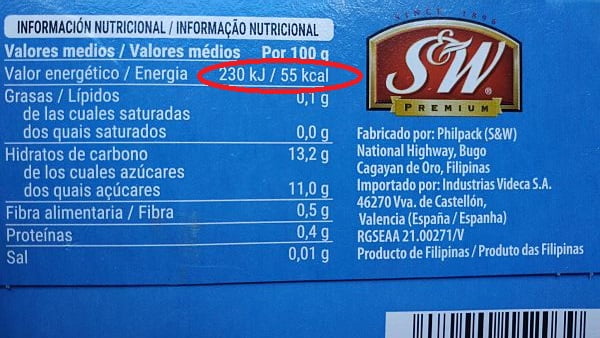 INFORMACIÓN NUTRICIONAL / INFORMAÇÃO NUTRICIONAL
Valores medios / Valores médios Por 100 g
Valor energético / Energia 230 kJ / 55 kcal
Grasas / Lípidos 0,1 g
de las cuales saturadas
dos quais saturados 0,0 g
Hidratos de carbono 13,2 g
de los cuales azúcares
dos quais açúcares 11,0 g
Fibra alimentaria / Fibra 0,5 g
Proteínas 0,4 g
Sal 0,01 g
SINCE 1896
S&W
PREMIUM
Fabricado por: Philpack (S&W)
National Highway, Bugo
Cagayan de Oro, Filipinas
Importado por: Industrias Videca S.A.
46270 Vva. de Castellón,
Valencia (España / Espanha)
RGSEAA 21.00271/V
Producto de Filipinas / Produto das Filipinas